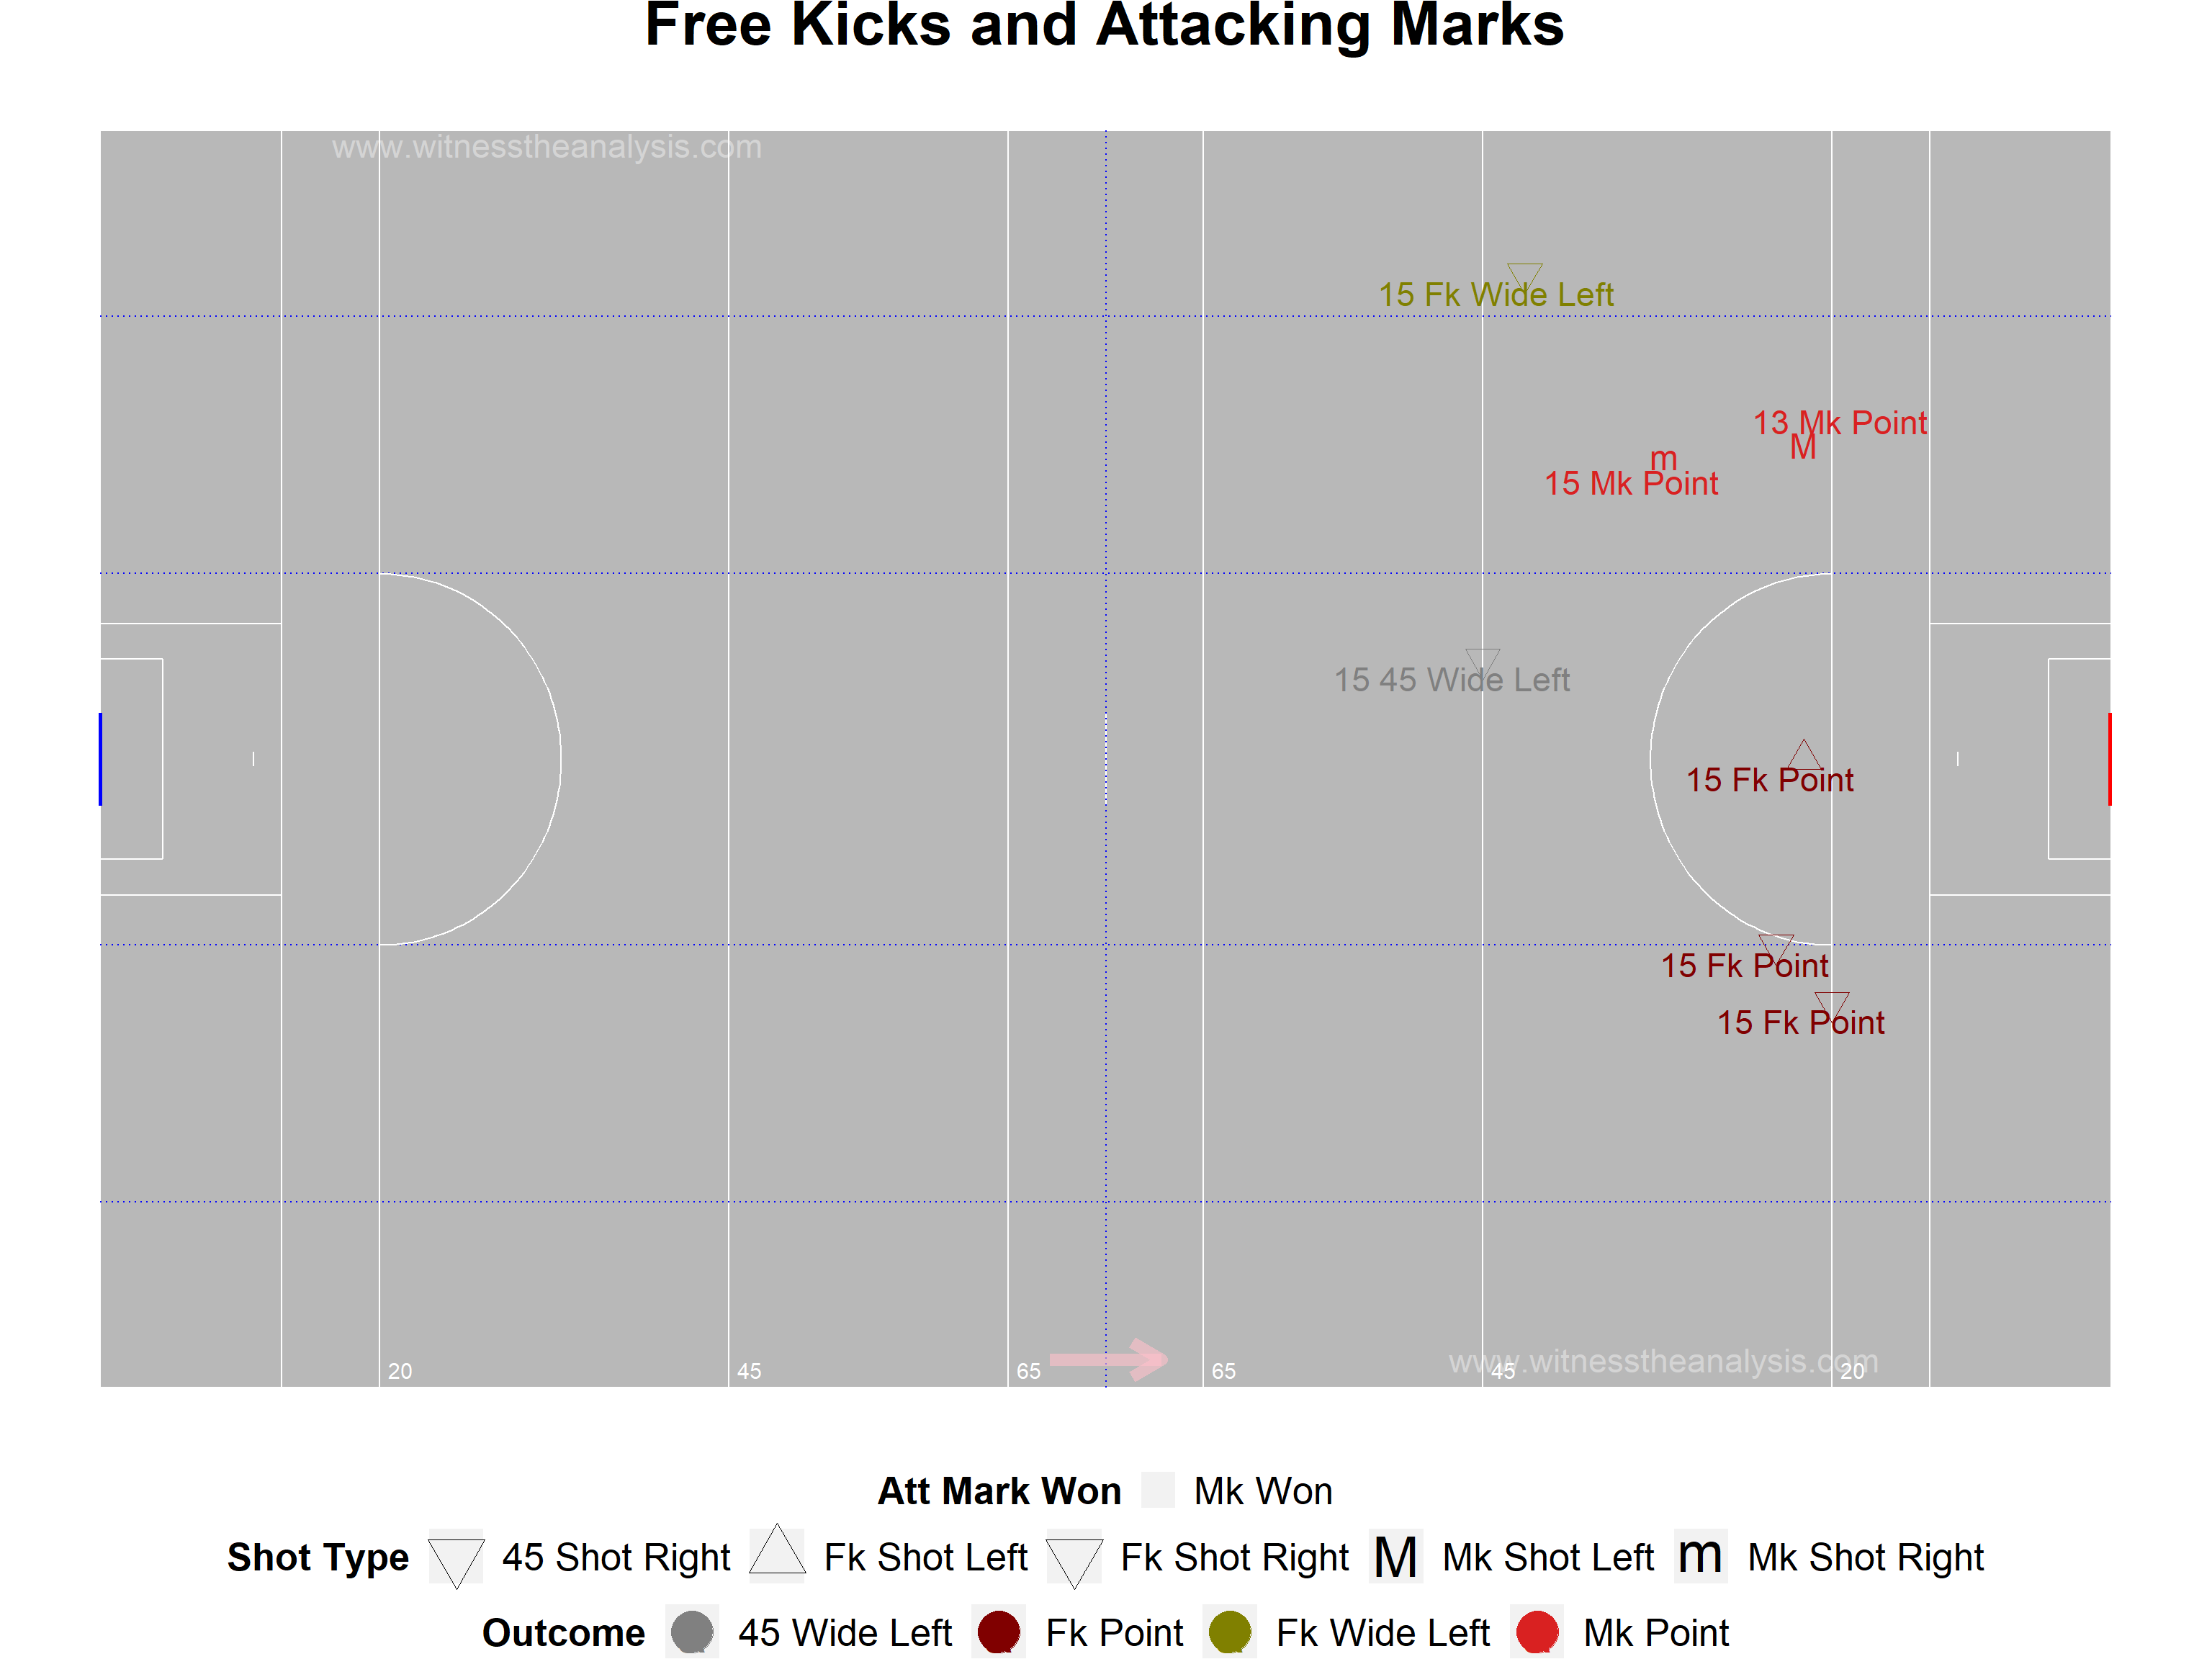 Free Kicks and Attacking Marks
www.witnesstheanalysis.com
15 Fk Wide Left
13 Mk Point
M
m
15 Mk Point
15 45 Wide Left
15 Fk Point
15 Fk Point
15 Fk Point
www.witnesstheanalysis.com
20 45 65 65 45 20
Att Mark Won Mk Won
Shot Type 45 Shot Right Fk Shot Left Fk Shot Right M Mk Shot Left m Mk Shot Right
Outcome 45 Wide Left Fk Point Fk Wide Left Mk Point